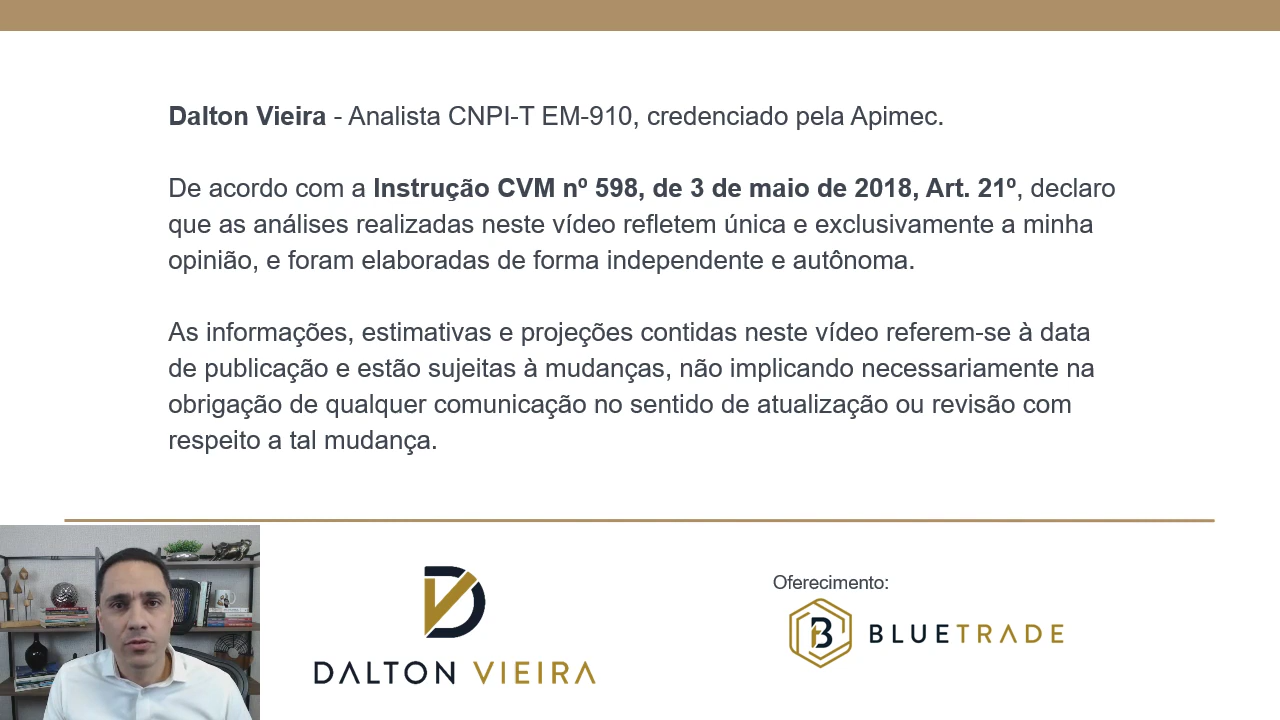 Dalton Vieira - Analista CNPI-T EM-910, credenciado pela Apimec.
De acordo com a Instrução CVM nº 598, de 3 de maio de 2018, Art. 21º, declaro
que as análises realizadas neste vídeo refletem única e exclusivamente a minha
opinião, e foram elaboradas de forma independente e autônoma.
As informações, estimativas e projeções contidas neste vídeo referem-se à data
de publicação e estão sujeitas à mudanças, não implicando necessariamente na
obrigação de qualquer comunicação no sentido de atualização ou revisão com
respeito a tal mudança.
DALTON VIEIRA
Oferecimento:
BLUETRADE